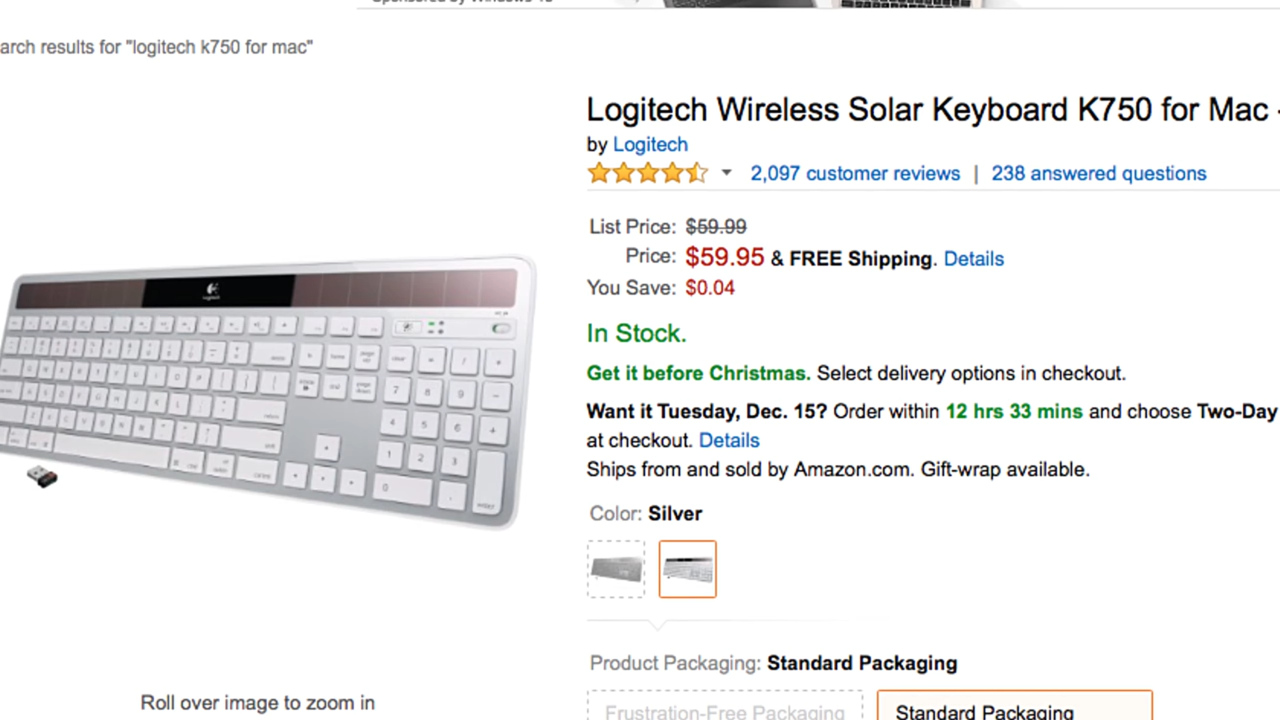 arch results for "logitech k750 for mac"
Logitech Wireless Solar Keyboard K750 for Mac
by Logitech
2,097 customer reviews | 238 answered questions
List Price: $59.99
Price: $59.95 & FREE Shipping. Details
You Save: $0.04
In Stock.
Get it before Christmas. Select delivery options in checkout.
Want it Tuesday, Dec. 15? Order within 12 hrs 33 mins and choose Two-Day
at checkout. Details
Ships from and sold by Amazon.com. Gift-wrap available.
Color: Silver
Product Packaging: Standard Packaging
Frustration-Free Packaging
Standard Packaging
Logitech
Roll over image to zoom in